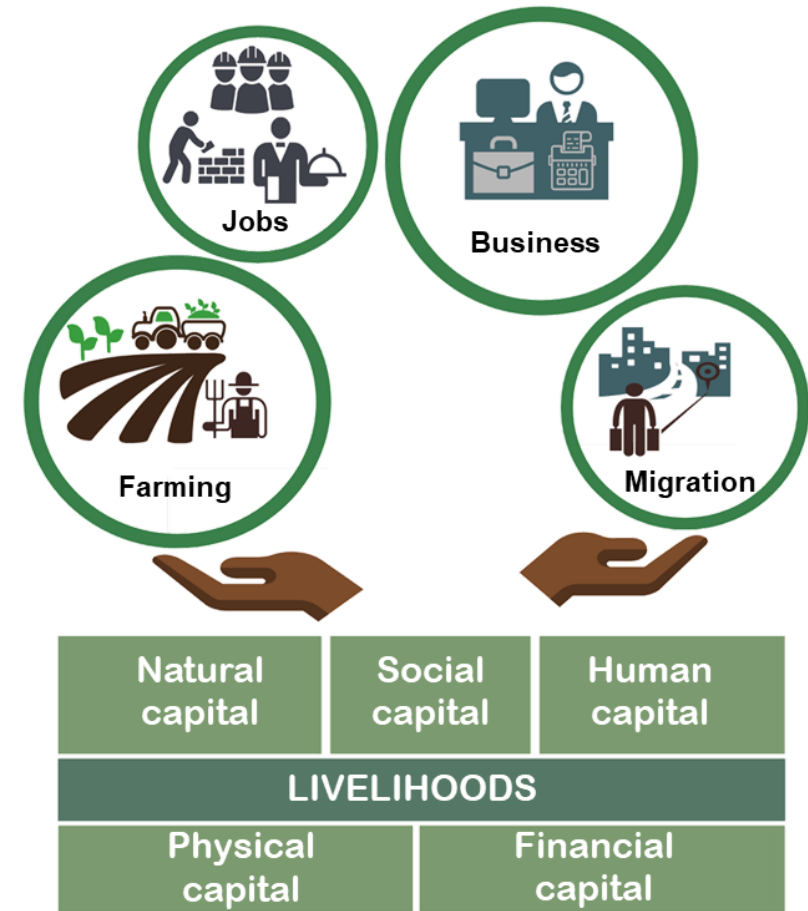 Jobs
Business
Farming
Migration
Natural
capital
Social
capital
Human
capital
LIVELIHOODS
Physical
capital
Financial
capital